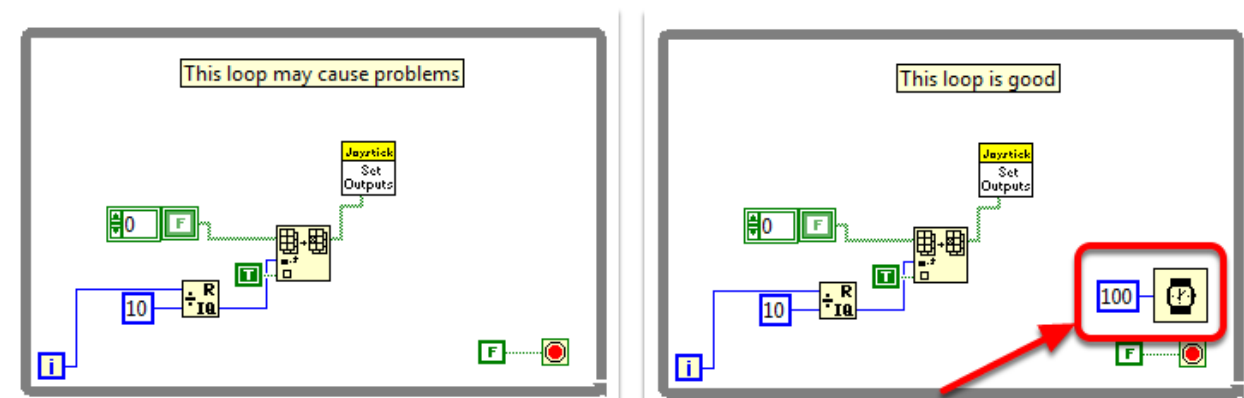 This loop may cause problems
Joystick
Set
Outputs
0
F
T
R
IQ
10
i
F
This loop is good
Joystick
Set
Outputs
0
F
T
100
R
IQ
10
F
i